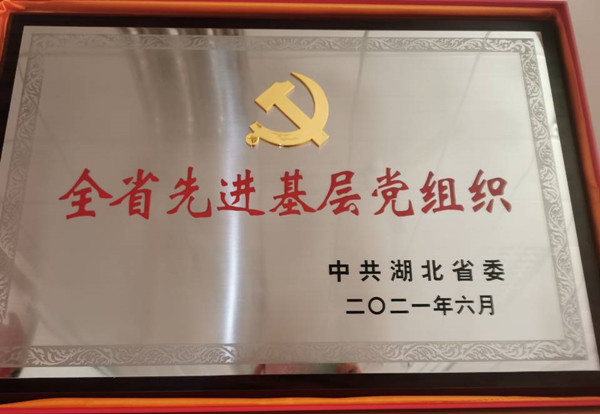 全省先进基层党组织
中共湖北省委
二〇二一年六月